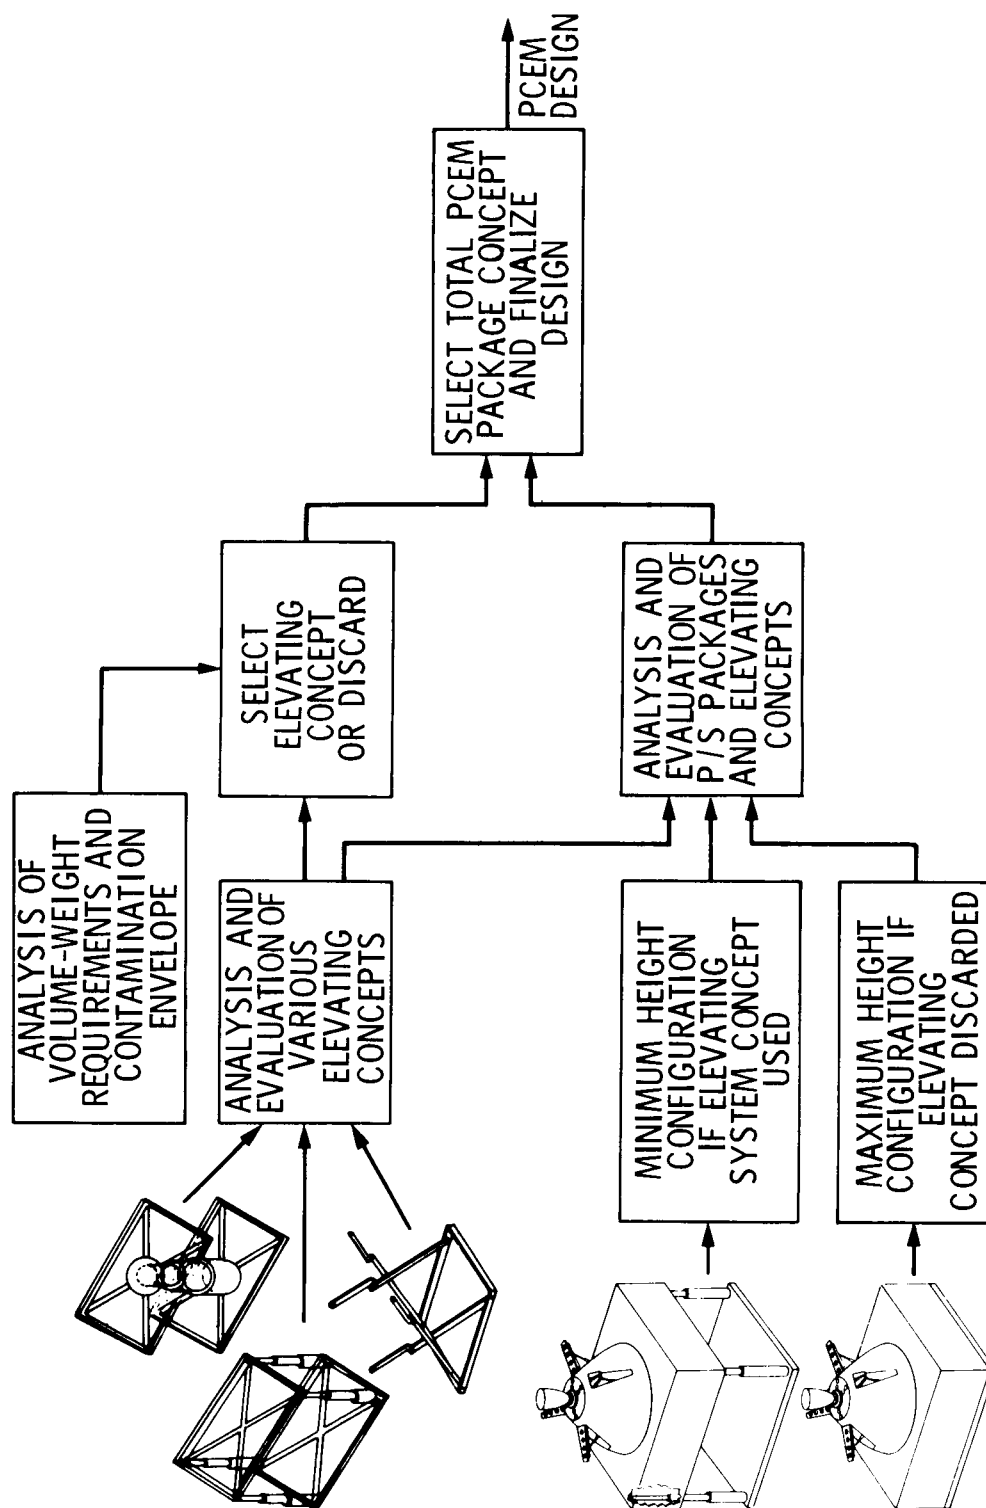 ANALYSIS OF
VOLUME-WEIGHT
REQUIREMENTS AND
CONTAMINATION
ENVELOPE
ANALYSIS AND
EVALUATION OF
VARIOUS
ELEVATING
CONCEPTS
SELECT
ELEVATING
CONCEPT
OR DISCARD
MINIMUM HEIGHT
CONFIGURATION
IF ELEVATING
SYSTEM CONCEPT
USED
MAXIMUM HEIGHT
CONFIGURATION IF
ELEVATING
CONCEPT DISCARDED
ANALYSIS AND
EVALUATION OF
P/S PACKAGES
AND ELEVATING
CONCEPTS
SELECT TOTAL PCEM
PACKAGE CONCEPT
AND FINALIZE
DESIGN
PCEM
DESIGN